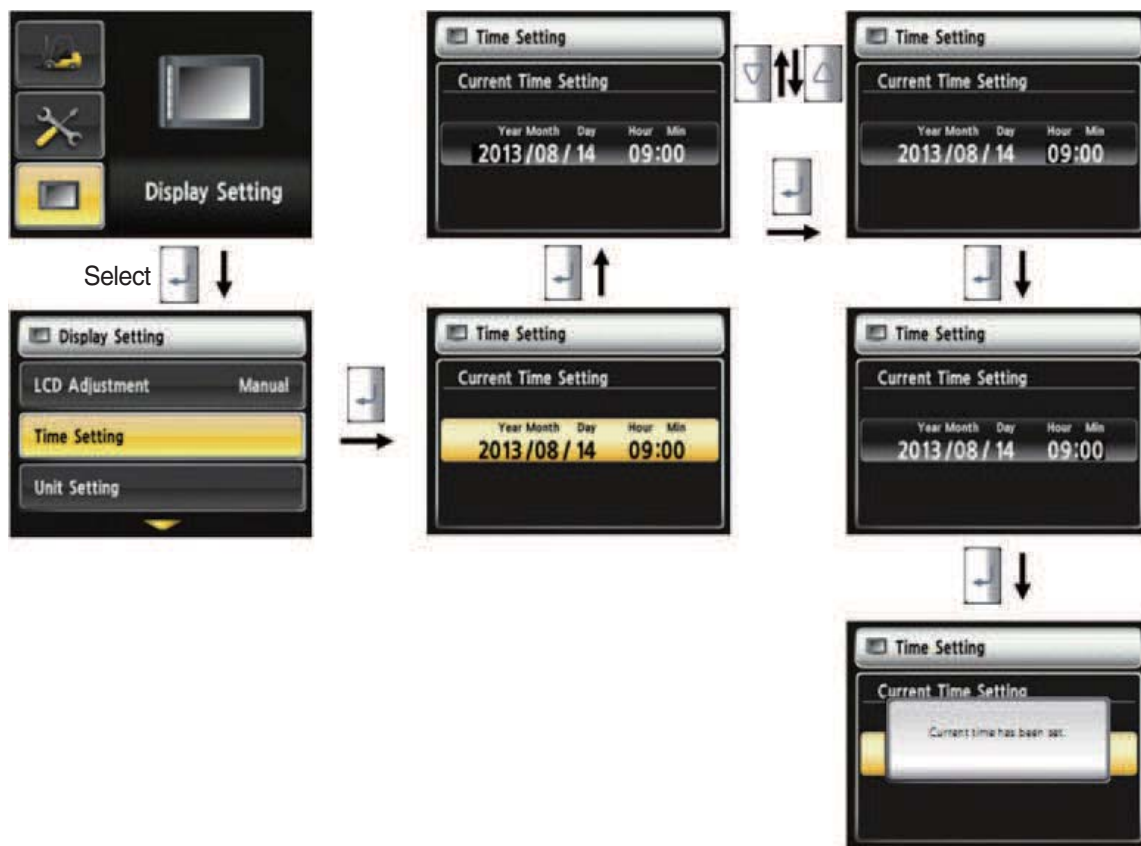 Display Setting
Select
Display Setting
LCD Adjustment Manual
Time Setting
Unit Setting
Time Setting
Current Time Setting
Year Month Day Hour Min
2013/08/14 09:00
Time Setting
Current Time Setting
Year Month Day Hour Min
2013/08/14 09:00
Time Setting
Current Time Setting
Year Month Day Hour Min
2013/08/14 09:00
Time Setting
Current Time Setting
Year Month Day Hour Min
2013/08/14 09:00
Time Setting
Current Time Setting
Current time has been set.